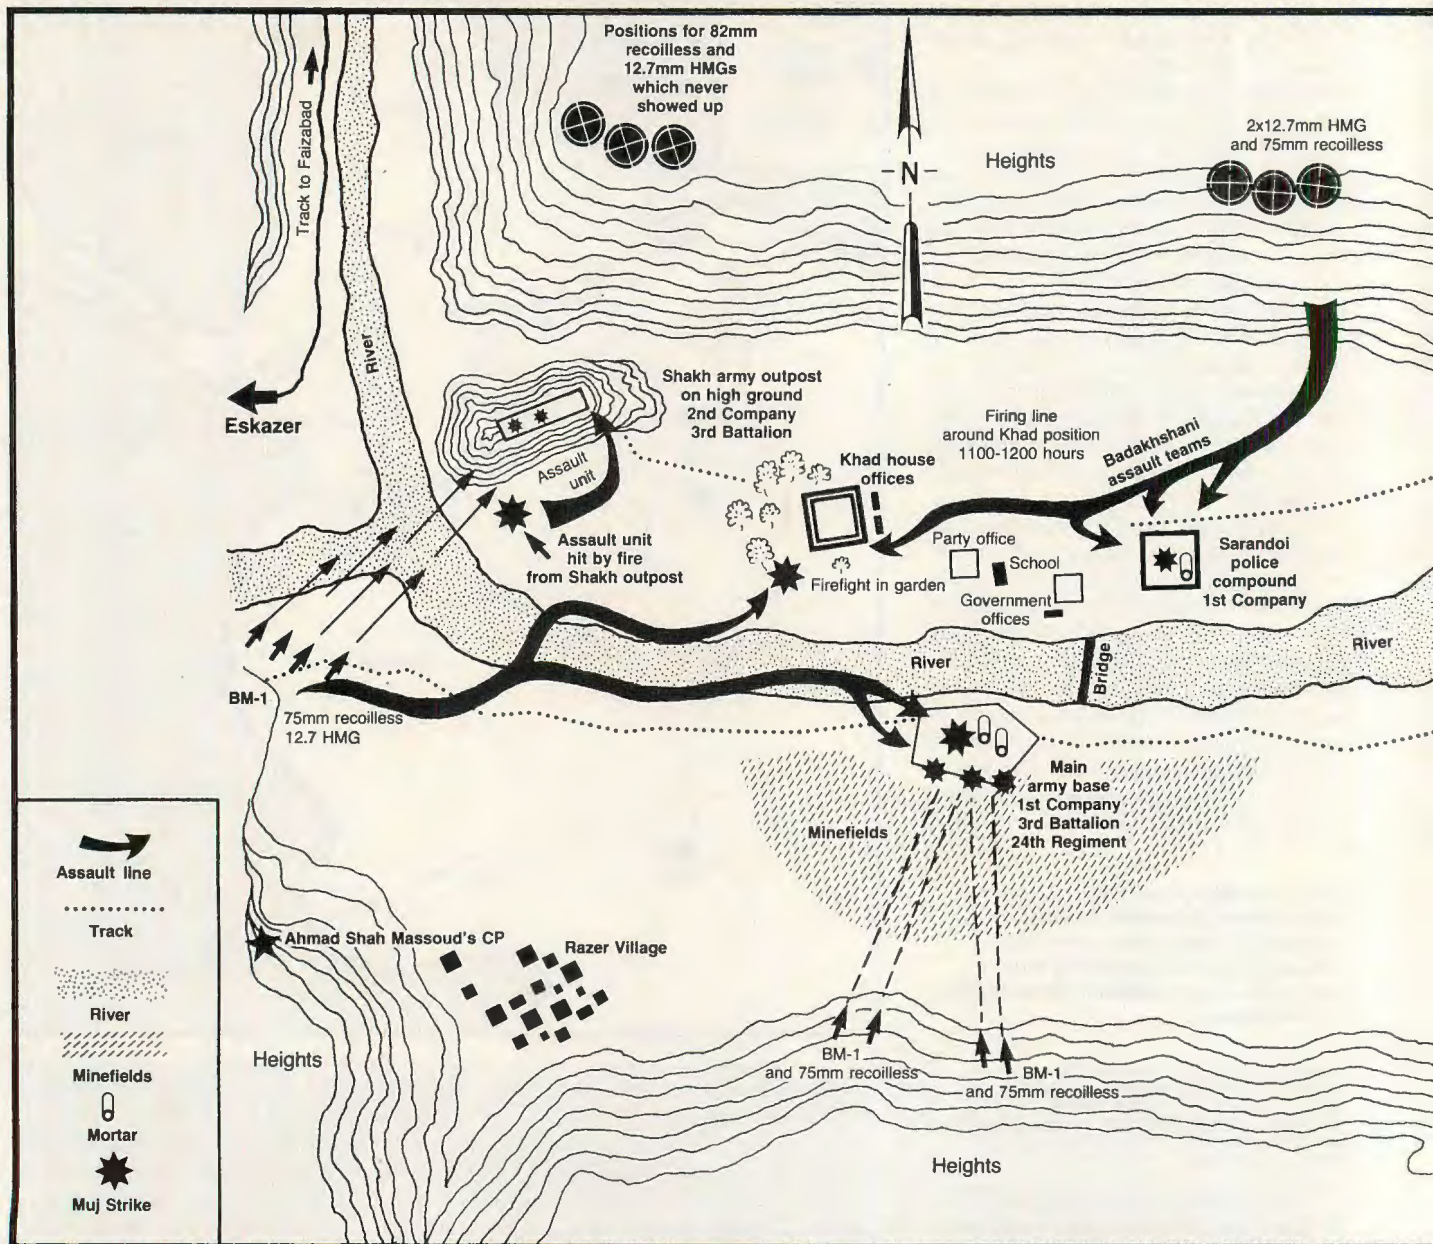 Positions for 82mm
recoilless and
12.7mm HMGs
which never
showed up
2x12.7mm HMG
and 75mm recoilless
Heights
N
Track to Faizabad
River
Eskazer
Shakh army outpost
on high ground
2nd Company
3rd Battalion
Assault
unit
Firing line
around Khad position
1100-1200 hours
Badakhshani
assault teams
Khad house
offices
Assault unit
hit by fire
from Shakh outpost
Firefight in garden
Party office
School
Government
offices
Sarandoi
police
compound
1st Company
River
Bridge
River
BM-1
75mm recoilless
12.7 HMG
Main
army base
1st Company
3rd Battalion
24th Regiment
Minefields
Ahmad Shah Massoud's CP
Razer Village
Heights
BM-1
and 75mm recoilless
BM-1
and 75mm recoilless
Heights
Assault line
Track
River
Minefields
Mortar
Muj Strike